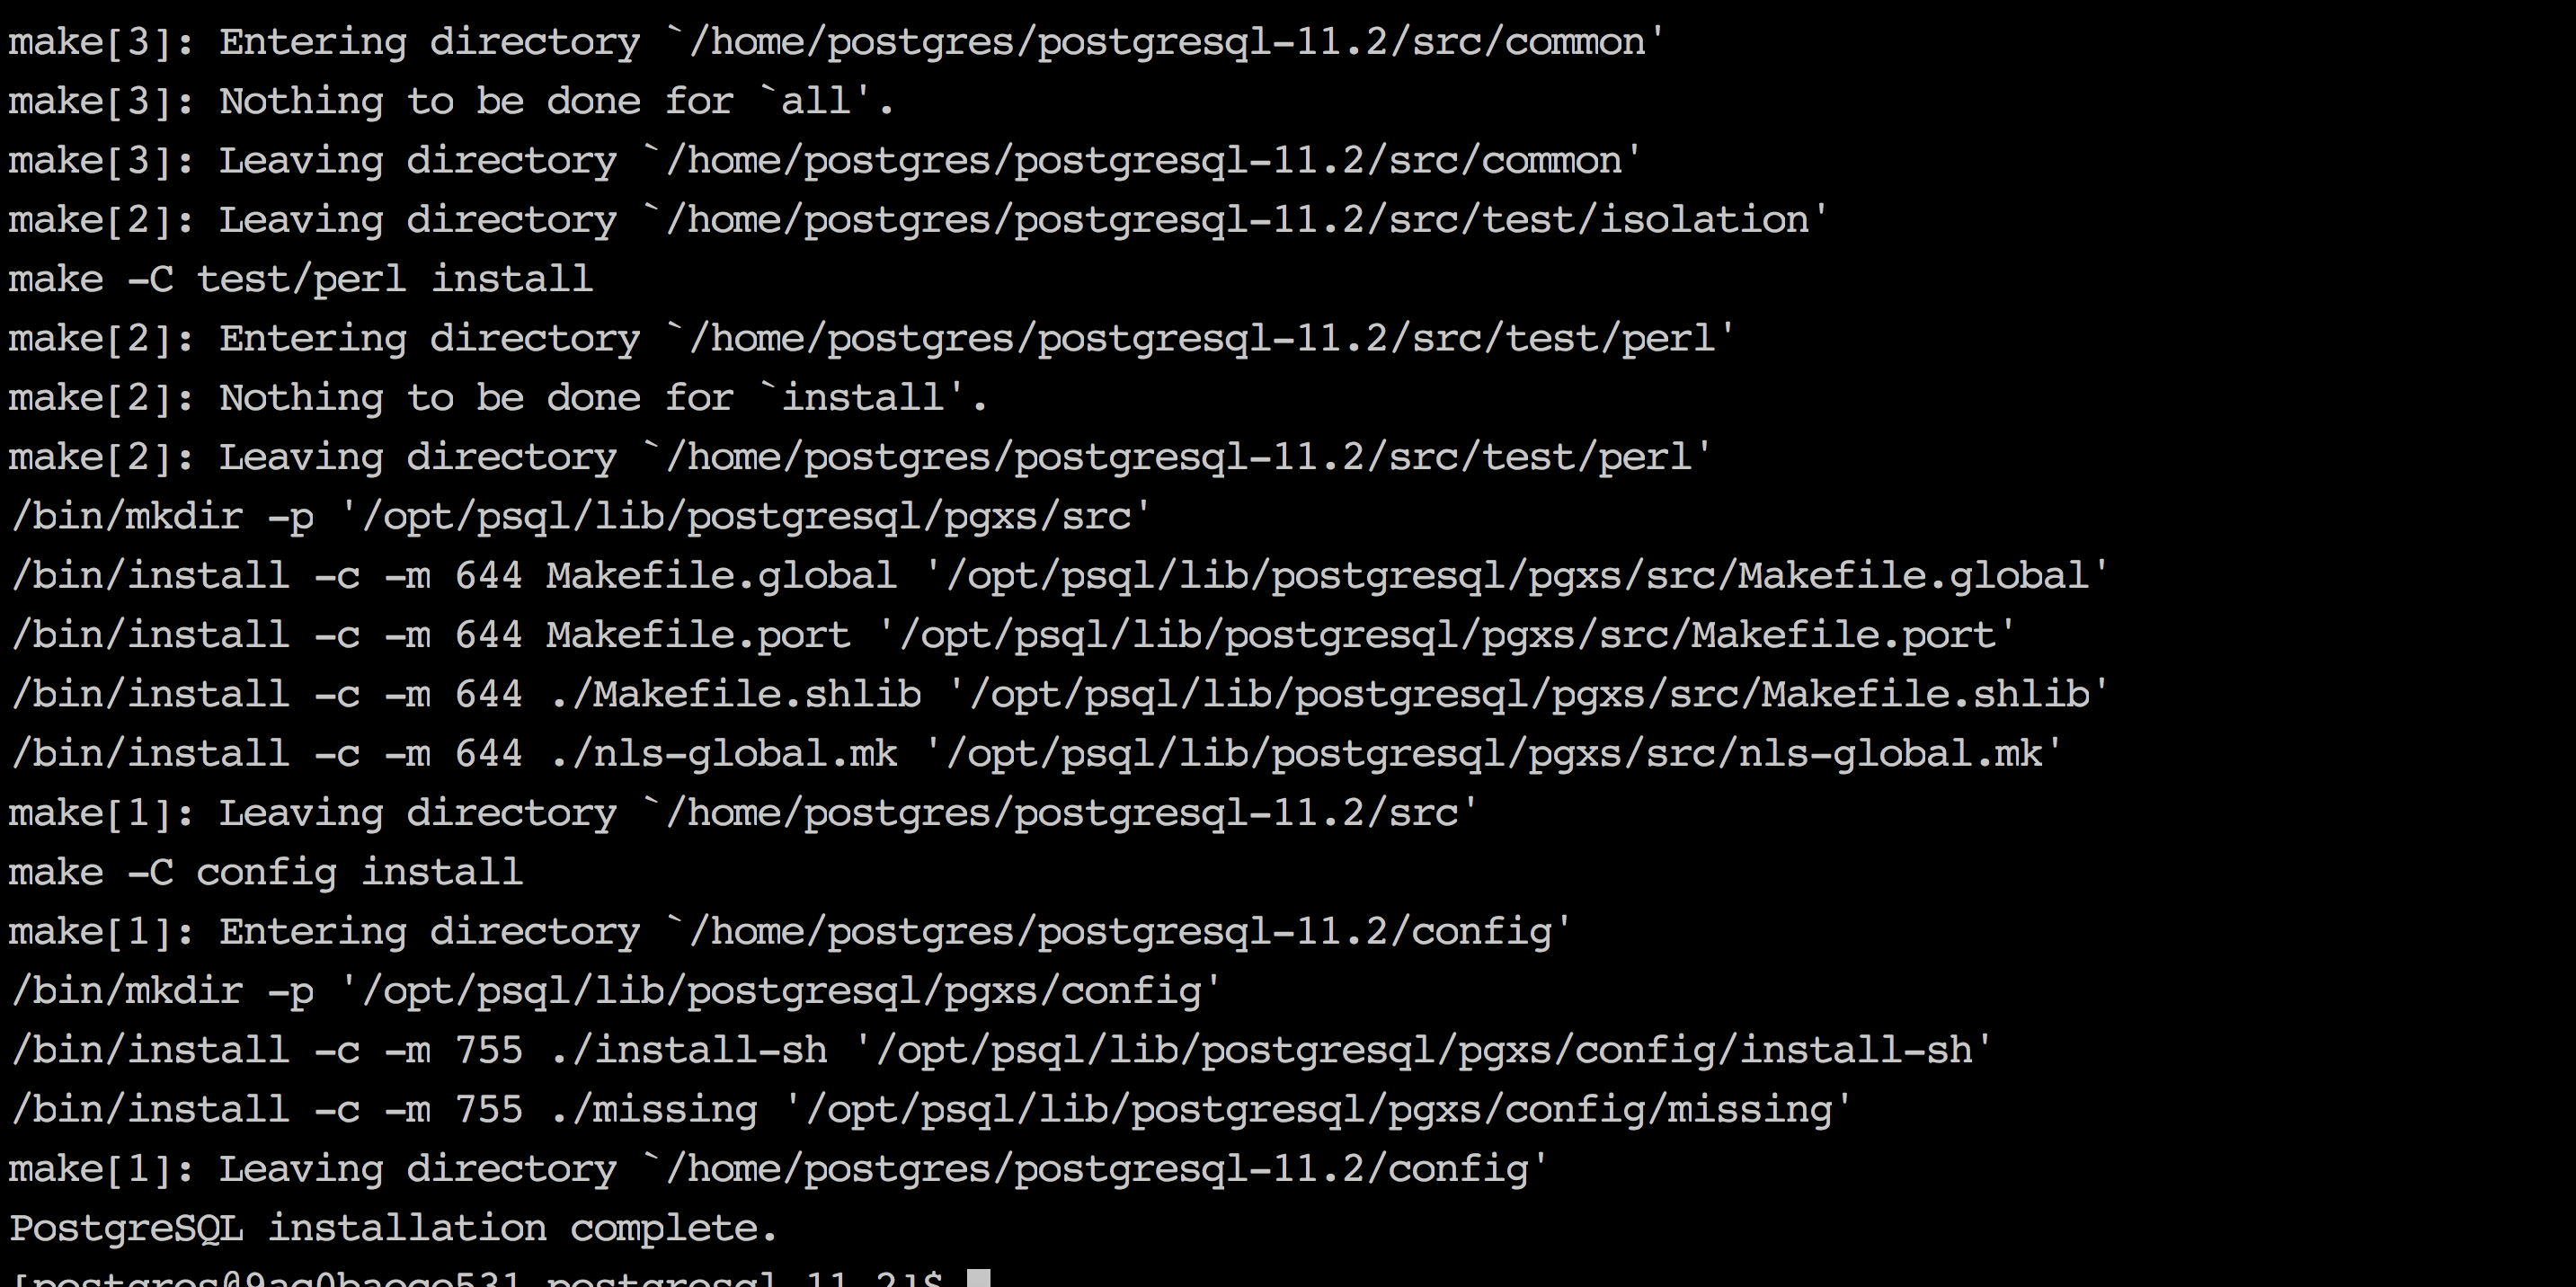 make[3]: Entering directory `/home/postgres/postgresql-11.2/src/common'
make[3]: Nothing to be done for `all'.
make[3]: Leaving directory `/home/postgres/postgresql-11.2/src/common'
make[2]: Leaving directory `/home/postgres/postgresql-11.2/src/test/isolation'
make -C test/perl install
make[2]: Entering directory `/home/postgres/postgresql-11.2/src/test/perl'
make[2]: Nothing to be done for `install'.
make[2]: Leaving directory `/home/postgres/postgresql-11.2/src/test/perl'
/bin/mkdir -p '/opt/psql/lib/postgresql/pgxs/src'
/bin/install -c -m 644 Makefile.global '/opt/psql/lib/postgresql/pgxs/src/Makefile.global'
/bin/install -c -m 644 Makefile.port '/opt/psql/lib/postgresql/pgxs/src/Makefile.port'
/bin/install -c -m 644 ./Makefile.shlib '/opt/psql/lib/postgresql/pgxs/src/Makefile.shlib'
/bin/install -c -m 644 ./nls-global.mk '/opt/psql/lib/postgresql/pgxs/src/nls-global.mk'
make[1]: Leaving directory `/home/postgres/postgresql-11.2/src'
make -C config install
make[1]: Entering directory `/home/postgres/postgresql-11.2/config'
/bin/mkdir -p '/opt/psql/lib/postgresql/pgxs/config'
/bin/install -c -m 755 ./install-sh '/opt/psql/lib/postgresql/pgxs/config/install-sh'
/bin/install -c -m 755 ./missing '/opt/psql/lib/postgresql/pgxs/config/missing'
make[1]: Leaving directory `/home/postgres/postgresql-11.2/config'
PostgreSQL installation complete.
postgresql-11.2]$